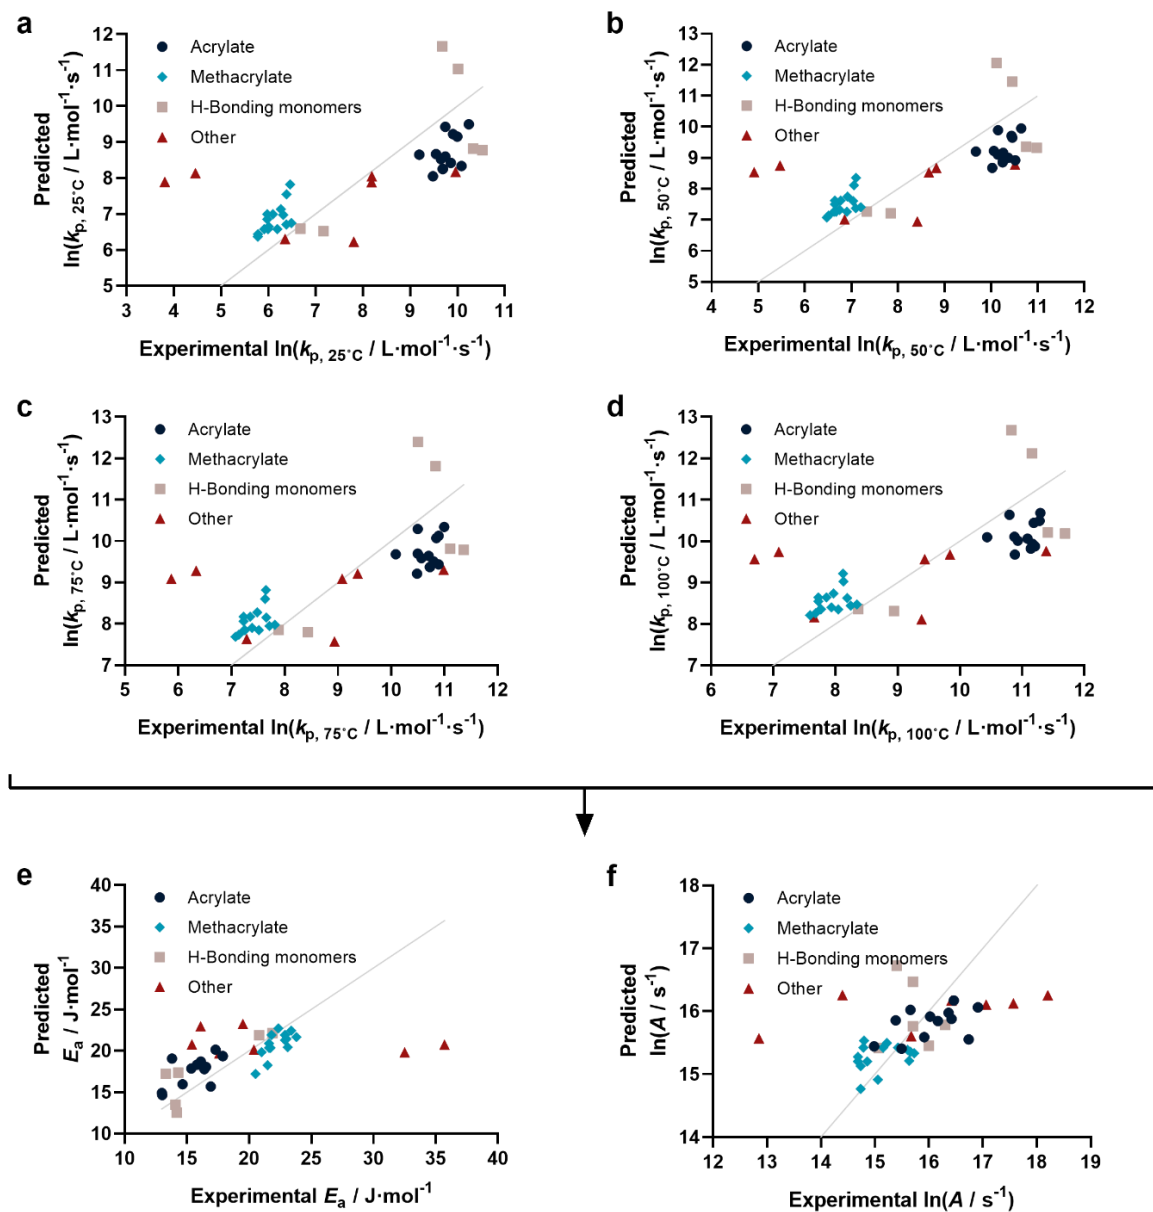 a
Predicted
ln(kp, 25°C / L·mol-1·s-1)
12
11
10
9
8
7
6
5
Acrylate
Methacrylate
H-Bonding monomers
Other
3 4 5 6 7 8 9 10 11
Experimental ln(kp, 25°C / L·mol-1·s-1)
b
Predicted
ln(kp, 50°C / L·mol-1·s-1)
13
12
11
10
9
8
7
6
5
Acrylate
Methacrylate
H-Bonding monomers
Other
4 5 6 7 8 9 10 11 12
Experimental ln(kp, 50°C / L·mol-1·s-1)
c
Predicted
ln(kp, 75°C / L·mol-1·s-1)
13
12
11
10
9
8
7
Acrylate
Methacrylate
H-Bonding monomers
Other
5 6 7 8 9 10 11 12
Experimental ln(kp, 75°C / L·mol-1·s-1)
d
Predicted
ln(kp, 100°C / L·mol-1·s-1)
13
12
11
10
9
8
7
Acrylate
Methacrylate
H-Bonding monomers
Other
6 7 8 9 10 11 12
Experimental ln(kp, 100°C / L·mol-1·s-1)
e
Predicted
Ea / J·mol-1
40
35
30
25
20
15
10
Acrylate
Methacrylate
H-Bonding monomers
Other
10 15 20 25 30 35 40
Experimental Ea / J·mol-1
f
Predicted
ln(A / s-1)
18
17
16
15
14
Acrylate
Methacrylate
H-Bonding monomers
Other
12 13 14 15 16 17 18 19
Experimental ln(A / s-1)